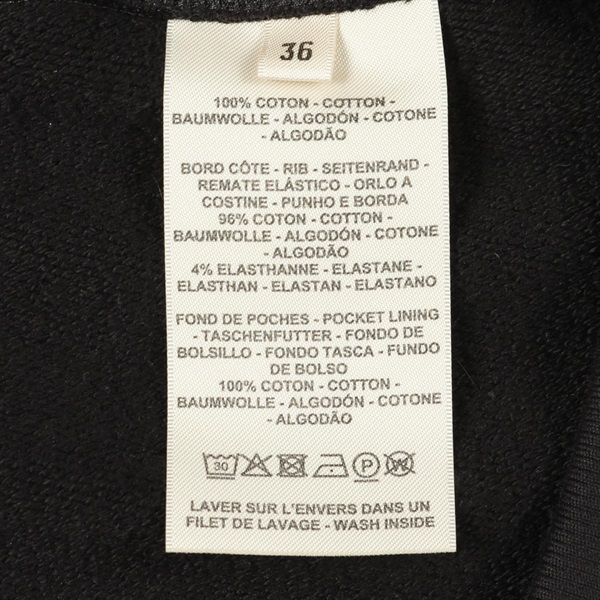 36
100% COTON - COTTON -
BAUMWOLLE - ALGODÓN - COTONE
- ALGODÃO
BORD CÔTE - RIB - SEITENRAND -
REMATE ELÁSTICO - ORLO A
COSTINE - PUNHO E BORDA
96% COTON - COTTON -
BAUMWOLLE - ALGODÓN - COTONE
- ALGODÃO
4% ELASTHANNE - ELASTANE -
ELASTHAN - ELASTAN - ELASTANO
FOND DE POCHES - POCKET LINING
- TASCHENFUTTER - FONDO DE
BOLSILLO - FONDO TASCA - FUNDO
DE BOLSO
100% COTON - COTTON -
BAUMWOLLE - ALGODÓN - COTONE
- ALGODÃO
30 P W
LAVER SUR L'ENVERS DANS UN
FILET DE LAVAGE - WASH INSIDE